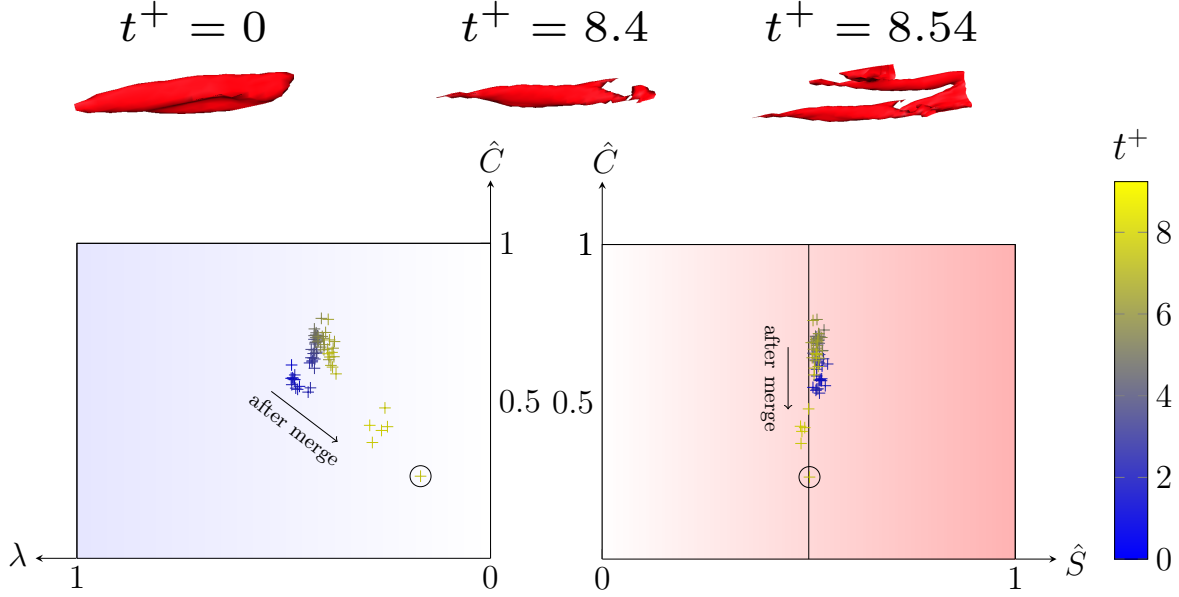 t⁺ = 0
t⁺ = 8.4
t⁺ = 8.54
Ĉ
1
0.5
after merge
λ
1
0
Ĉ
1
0.5
after merge
0
1
Ŝ
t⁺
8
6
4
2
0